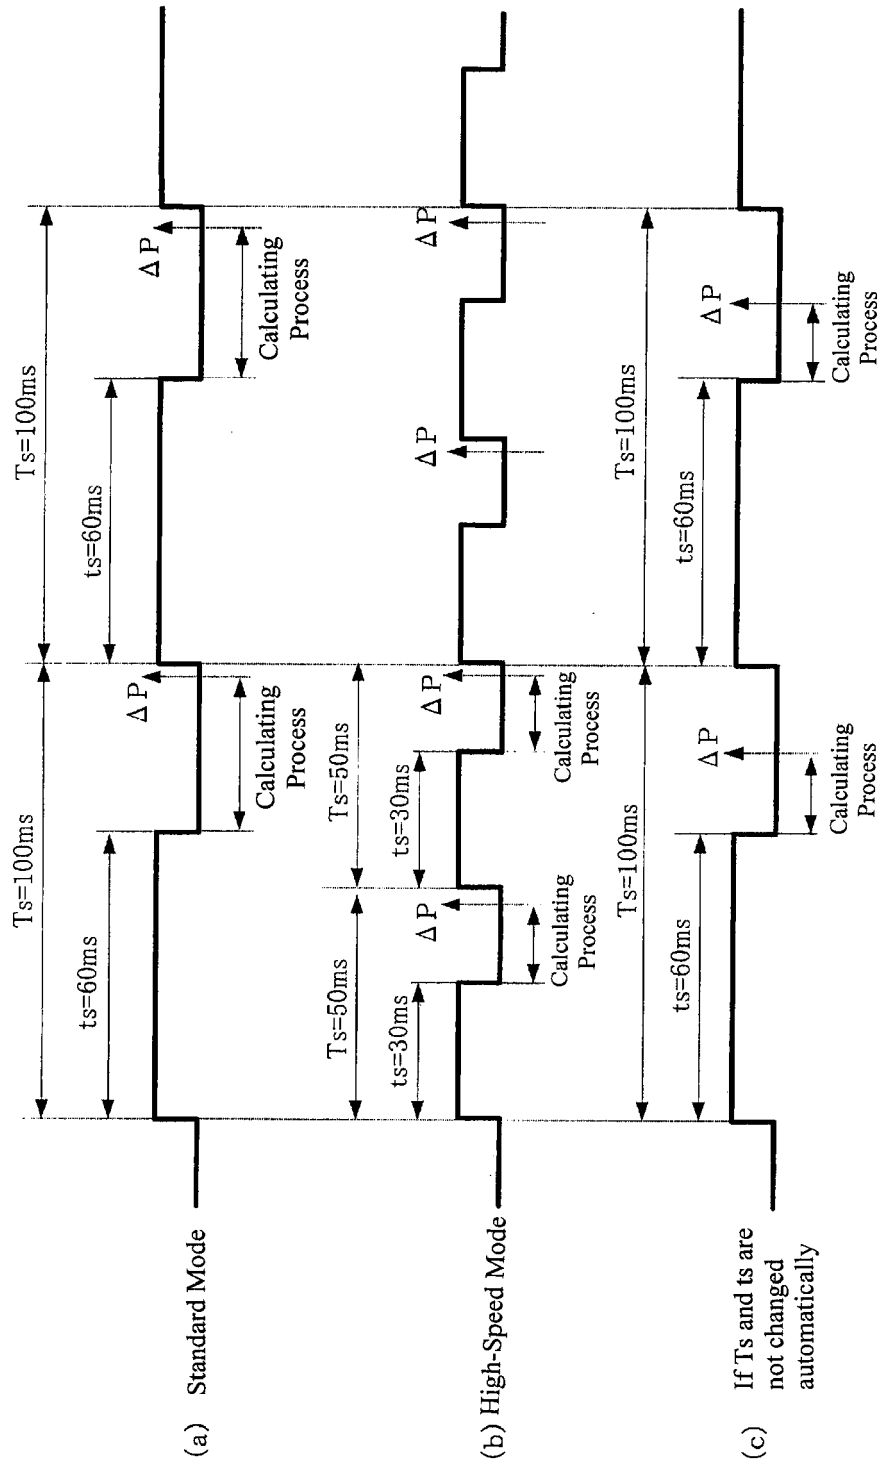 (a) Standard Mode
Ts=100ms
Ts=100ms
ts=60ms
ts=60ms
ΔP
ΔP
Calculating
Process
Calculating
Process
(b) High-Speed Mode
Ts=50ms
Ts=50ms
ts=30ms
ts=30ms
ΔP
ΔP
ΔP
ΔP
Calculating
Process
Calculating
Process
(c) If Ts and ts are
not changed
automatically
Ts=100ms
Ts=100ms
ts=60ms
ts=60ms
ΔP
ΔP
Calculating
Process
Calculating
Process